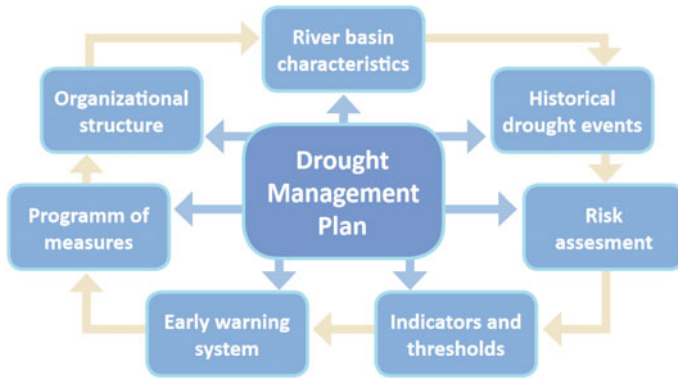 River basin
characteristics
Organizational
structure
Historical
drought events
Drought
Management
Plan
Programm of
measures
Risk
assesment
Early warning
system
Indicators and
thresholds